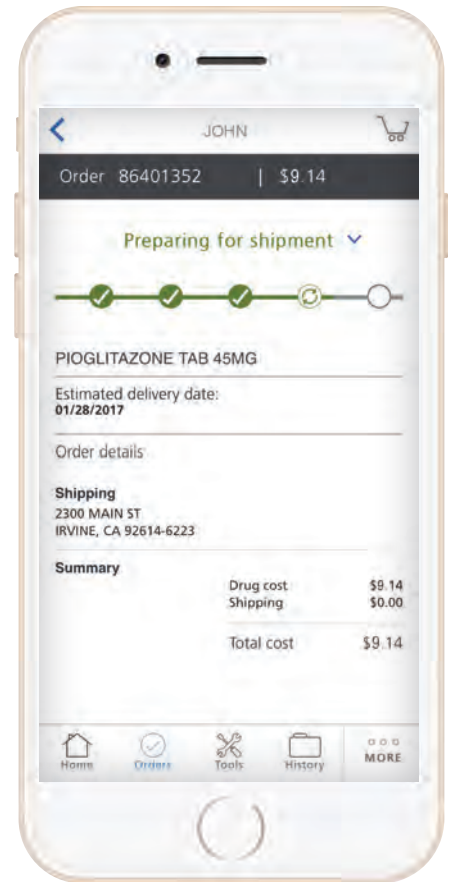 JOHN
Order 86401352 | $9.14
Preparing for shipment
PIOGLITAZONE TAB 45MG
Estimated delivery date:
01/28/2017
Order details
Shipping
2300 MAIN ST
IRVINE, CA 92614-6223
Summary
Drug cost $9.14
Shipping $0.00
Total cost $9.14
Home Orders Tools History MORE